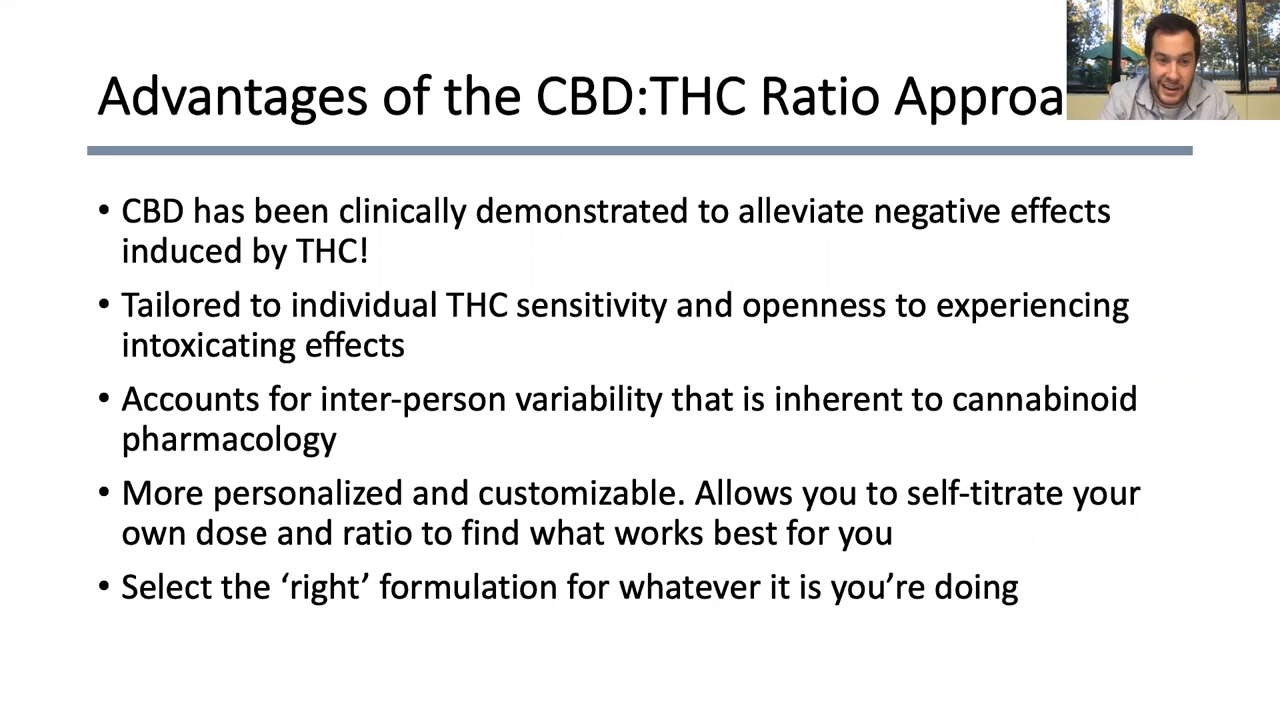 Advantages of the CBD:THC Ratio Approa
• CBD has been clinically demonstrated to alleviate negative effects
induced by THC!
• Tailored to individual THC sensitivity and openness to experiencing
intoxicating effects
• Accounts for inter-person variability that is inherent to cannabinoid
pharmacology
• More personalized and customizable. Allows you to self-titrate your
own dose and ratio to find what works best for you
• Select the ‘right’ formulation for whatever it is you’re doing